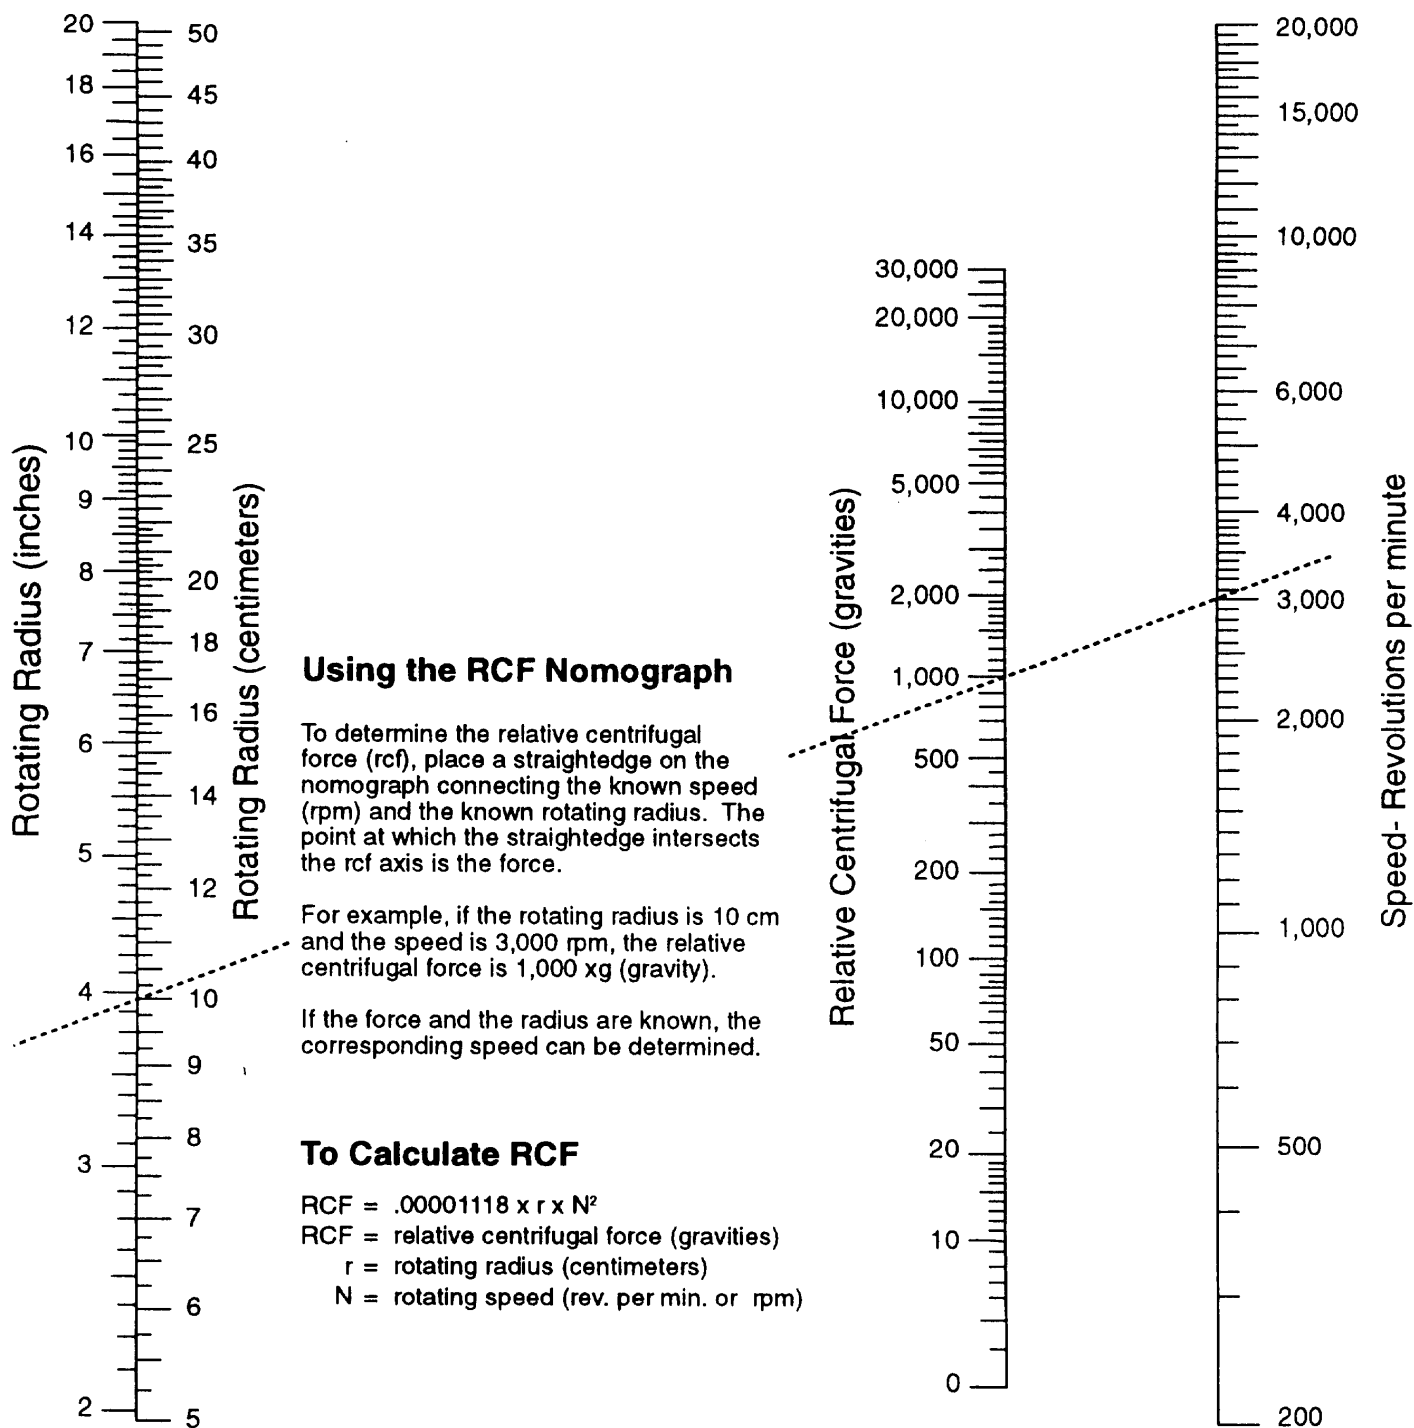 20
18
16
14
12
10
9
8
7
6
5
4
3
2
Rotating Radius (inches)
50
45
40
35
30
25
20
18
16
14
12
10
9
8
7
6
5
Rotating Radius (centimeters)
Using the RCF Nomograph
To determine the relative centrifugal
force (rcf), place a straightedge on the
nomograph connecting the known speed
(rpm) and the known rotating radius. The
point at which the straightedge intersects
the rcf axis is the force.
For example, if the rotating radius is 10 cm
and the speed is 3,000 rpm, the relative
centrifugal force is 1,000 xg (gravity).
If the force and the radius are known, the
corresponding speed can be determined.
To Calculate RCF
RCF = .00001118 x r x N²
RCF = relative centrifugal force (gravities)
r = rotating radius (centimeters)
N = rotating speed (rev. per min. or rpm)
Relative Centrifugal Force (gravities)
30,000
20,000
10,000
5,000
2,000
1,000
500
200
100
50
20
10
0
20,000
15,000
10,000
6,000
4,000
3,000
2,000
1,000
500
200
Speed- Revolutions per minute